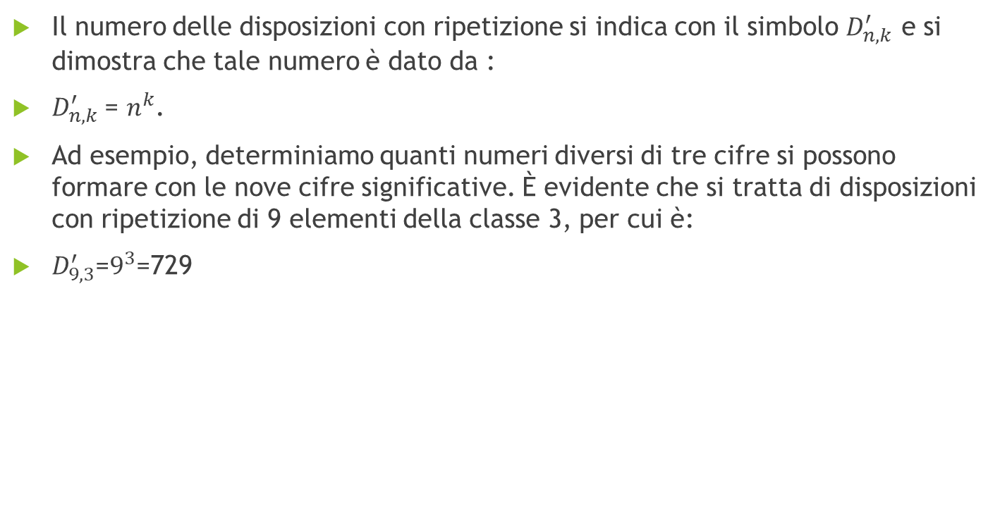 Il numero delle disposizioni con ripetizione si indica con il simbolo D′n,k e si
dimostra che tale numero è dato da :
D′n,k = n^k.
Ad esempio, determiniamo quanti numeri diversi di tre cifre si possono
formare con le nove cifre significative. È evidente che si tratta di disposizioni
con ripetizione di 9 elementi della classe 3, per cui è:
D′9,3=9³=729